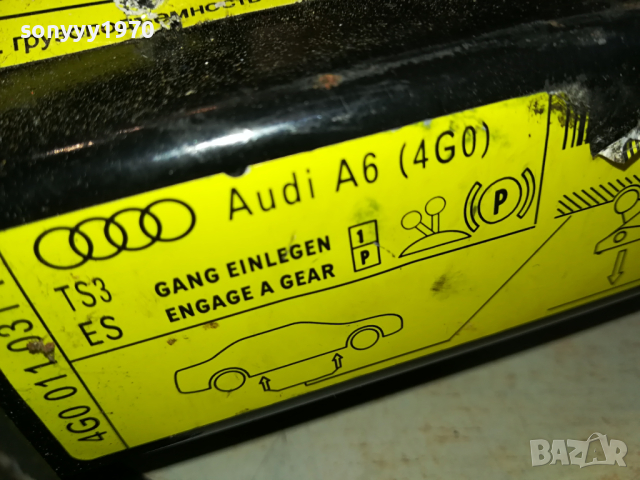 sonyyy1970
Audi A6 (4G0)
TS3
ES
GANG EINLEGEN
ENGAGE A GEAR
1
P
(P)
4G0 011 031
BAZAR